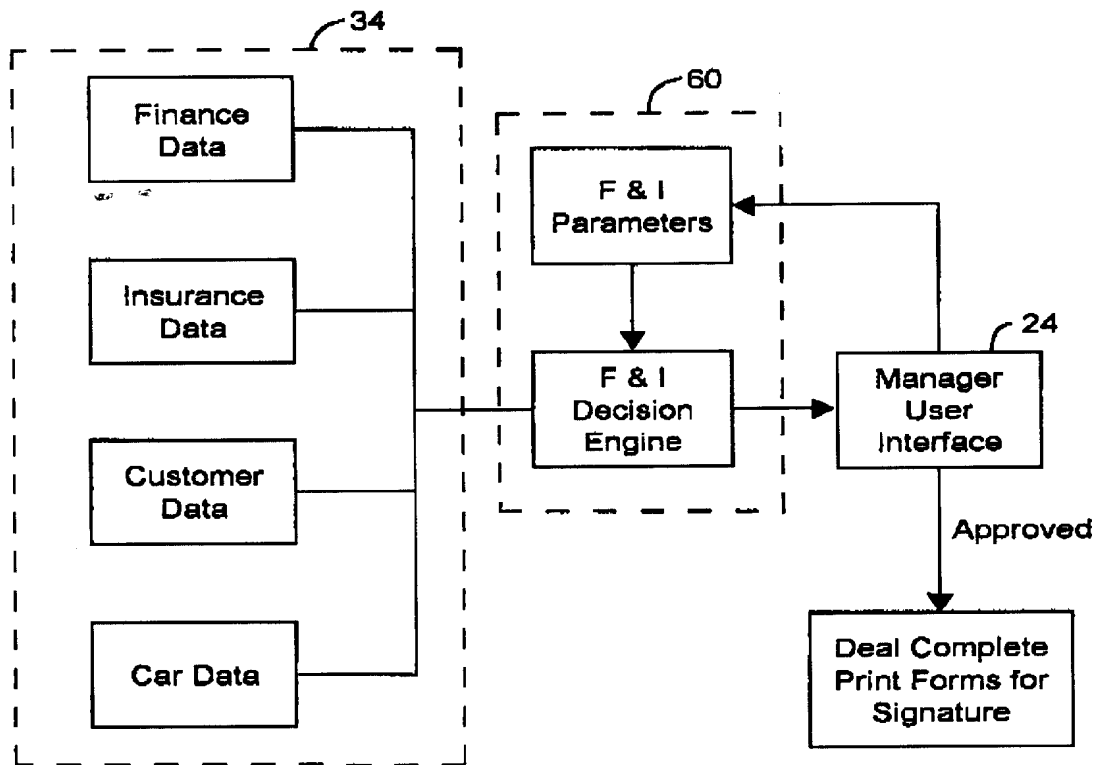 34
Finance
Data
Insurance
Data
Customer
Data
Car Data
60
F & I
Parameters
F & I
Decision
Engine
24
Manager
User
Interface
Approved
Deal Complete
Print Forms for
Signature